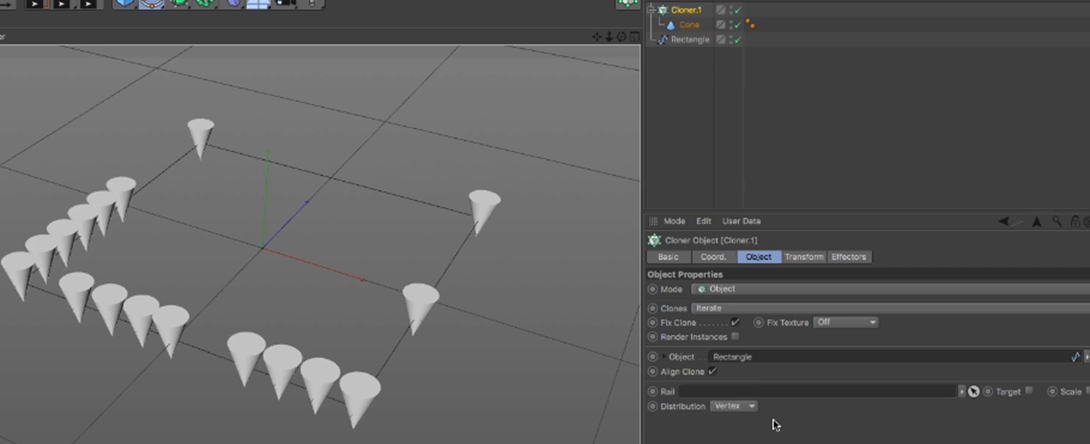 er
Cloner.1
Cone
Rectangle
Mode Edit User Data
Cloner Object [Cloner.1]
Basic Coord. Object Transform Effectors
Object Properties
Mode Object
Clones Iterate
Fix Clone ....... Fix Texture Off
Render Instances
Object ... Rectangle
Align Clone
Rail Target Scale
Distribution Vertex